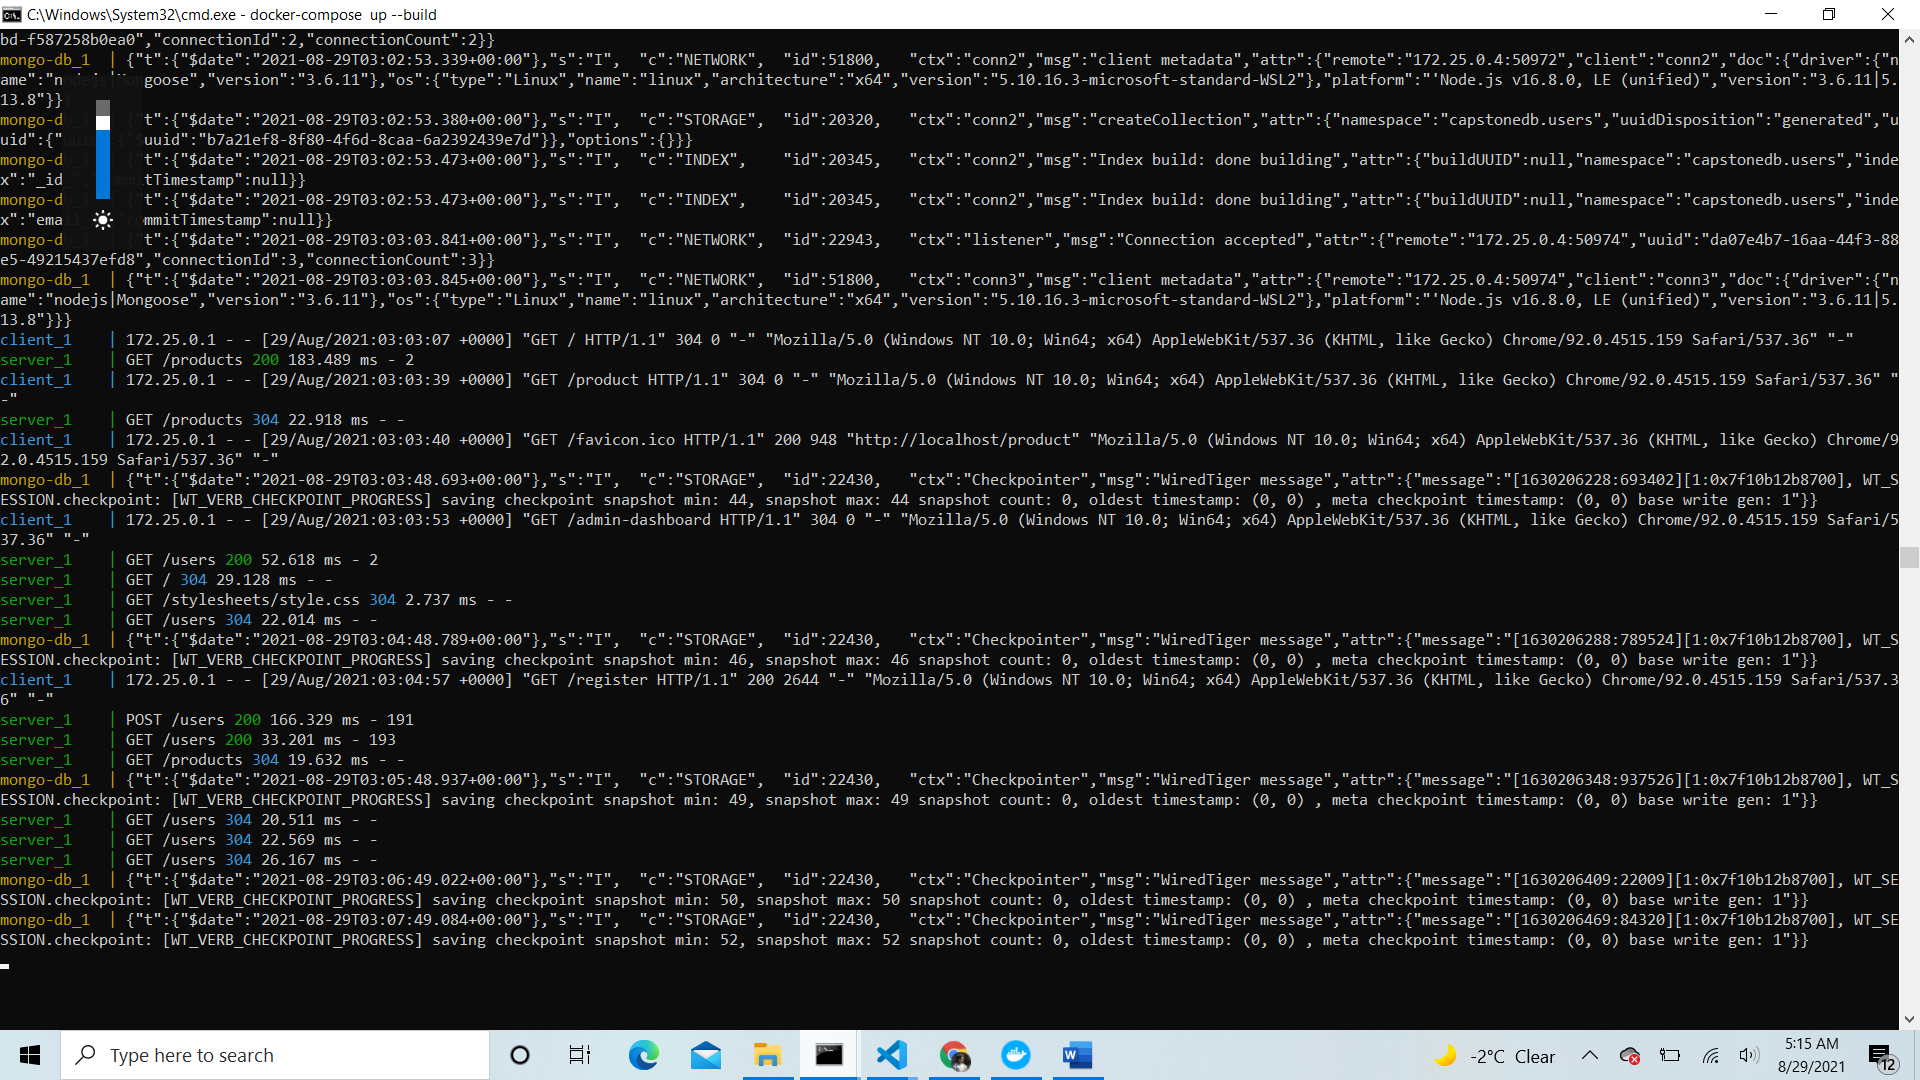 C:\Windows\System32\cmd.exe - docker-compose  up --build
bd-f587258b0ea0","connectionId":2,"connectionCount":2}}
mongo-db_1  | {"t":{"$date":"2021-08-29T03:02:53.339+00:00"},"s":"I",  "c":"NETWORK",  "id":51800,   "ctx":"conn2","msg":"client metadata","attr":{"remote":"172.25.0.4:50972","client":"conn2","doc":{"driver":{"n
ame":"nodejs|Mongoose","version":"3.6.11"},"os":{"type":"Linux","name":"linux","architecture":"x64","version":"5.10.16.3-microsoft-standard-WSL2"},"platform":"'Node.js v16.8.0, LE (unified)","version":"3.6.11|5.
13.8"}}}
mongo-d {"t":{"$date":"2021-08-29T03:02:53.380+00:00"},"s":"I",  "c":"STORAGE",  "id":20320,   "ctx":"conn2","msg":"createCollection","attr":{"namespace":"capstonedb.users","uuidDisposition":"generated","u
uid":{" $uuid":"b7a21ef8-8f80-4f6d-8caa-6a2392439e7d"}},"options":{}}}
mongo-d {"t":{"$date":"2021-08-29T03:02:53.473+00:00"},"s":"I",  "c":"INDEX",    "id":20345,   "ctx":"conn2","msg":"Index build: done building","attr":{"buildUUID":null,"namespace":"capstonedb.users","inde
x":"_id_","commitTimestamp":null}}
mongo-d {"t":{"$date":"2021-08-29T03:02:53.473+00:00"},"s":"I",  "c":"INDEX",    "id":20345,   "ctx":"conn2","msg":"Index build: done building","attr":{"buildUUID":null,"namespace":"capstonedb.users","inde
x":"ema commitTimestamp":null}}
mongo-d {"t":{"$date":"2021-08-29T03:03:03.841+00:00"},"s":"I",  "c":"NETWORK",  "id":22943,   "ctx":"listener","msg":"Connection accepted","attr":{"remote":"172.25.0.4:50974","uuid":"da07e4b7-16aa-44f3-88
e5-49215437efd8","connectionId":3,"connectionCount":3}}
mongo-db_1  | {"t":{"$date":"2021-08-29T03:03:03.845+00:00"},"s":"I",  "c":"NETWORK",  "id":51800,   "ctx":"conn3","msg":"client metadata","attr":{"remote":"172.25.0.4:50974","client":"conn3","doc":{"driver":{"n
ame":"nodejs|Mongoose","version":"3.6.11"},"os":{"type":"Linux","name":"linux","architecture":"x64","version":"5.10.16.3-microsoft-standard-WSL2"},"platform":"'Node.js v16.8.0, LE (unified)","version":"3.6.11|5.
13.8"}}}
client_1    | 172.25.0.1 - - [29/Aug/2021:03:03:07 +0000] "GET / HTTP/1.1" 304 0 "-" "Mozilla/5.0 (Windows NT 10.0; Win64; x64) AppleWebKit/537.36 (KHTML, like Gecko) Chrome/92.0.4515.159 Safari/537.36" "-"
server_1    | GET /products 200 183.489 ms - 2
client_1    | 172.25.0.1 - - [29/Aug/2021:03:03:39 +0000] "GET /product HTTP/1.1" 304 0 "-" "Mozilla/5.0 (Windows NT 10.0; Win64; x64) AppleWebKit/537.36 (KHTML, like Gecko) Chrome/92.0.4515.159 Safari/537.36" "
-"
server_1    | GET /products 304 22.918 ms - -
client_1    | 172.25.0.1 - - [29/Aug/2021:03:03:40 +0000] "GET /favicon.ico HTTP/1.1" 200 948 "http://localhost/product" "Mozilla/5.0 (Windows NT 10.0; Win64; x64) AppleWebKit/537.36 (KHTML, like Gecko) Chrome/9
2.0.4515.159 Safari/537.36" "-"
mongo-db_1  | {"t":{"$date":"2021-08-29T03:03:48.693+00:00"},"s":"I",  "c":"STORAGE",  "id":22430,   "ctx":"Checkpointer","msg":"WiredTiger message","attr":{"message":"[1630206228:693402][1:0x7f10b12b8700], WT_S
ESSION.checkpoint: [WT_VERB_CHECKPOINT_PROGRESS] saving checkpoint snapshot min: 44, snapshot max: 44 snapshot count: 0, oldest timestamp: (0, 0) , meta checkpoint timestamp: (0, 0) base write gen: 1"}}
client_1    | 172.25.0.1 - - [29/Aug/2021:03:03:53 +0000] "GET /admin-dashboard HTTP/1.1" 304 0 "-" "Mozilla/5.0 (Windows NT 10.0; Win64; x64) AppleWebKit/537.36 (KHTML, like Gecko) Chrome/92.0.4515.159 Safari/5
37.36" "-"
server_1    | GET /users 200 52.618 ms - 2
server_1    | GET / 304 29.128 ms - -
server_1    | GET /stylesheets/style.css 304 2.737 ms - -
server_1    | GET /users 304 22.014 ms - -
mongo-db_1  | {"t":{"$date":"2021-08-29T03:04:48.789+00:00"},"s":"I",  "c":"STORAGE",  "id":22430,   "ctx":"Checkpointer","msg":"WiredTiger message","attr":{"message":"[1630206288:789524][1:0x7f10b12b8700], WT_S
ESSION.checkpoint: [WT_VERB_CHECKPOINT_PROGRESS] saving checkpoint snapshot min: 46, snapshot max: 46 snapshot count: 0, oldest timestamp: (0, 0) , meta checkpoint timestamp: (0, 0) base write gen: 1"}}
client_1    | 172.25.0.1 - - [29/Aug/2021:03:04:57 +0000] "GET /register HTTP/1.1" 200 2644 "-" "Mozilla/5.0 (Windows NT 10.0; Win64; x64) AppleWebKit/537.36 (KHTML, like Gecko) Chrome/92.0.4515.159 Safari/537.3
6" "-"
server_1    | POST /users 200 166.329 ms - 191
server_1    | GET /users 200 33.201 ms - 193
server_1    | GET /products 304 19.632 ms - -
mongo-db_1  | {"t":{"$date":"2021-08-29T03:05:48.937+00:00"},"s":"I",  "c":"STORAGE",  "id":22430,   "ctx":"Checkpointer","msg":"WiredTiger message","attr":{"message":"[1630206348:937526][1:0x7f10b12b8700], WT_S
ESSION.checkpoint: [WT_VERB_CHECKPOINT_PROGRESS] saving checkpoint snapshot min: 49, snapshot max: 49 snapshot count: 0, oldest timestamp: (0, 0) , meta checkpoint timestamp: (0, 0) base write gen: 1"}}
server_1    | GET /users 304 20.511 ms - -
server_1    | GET /users 304 22.569 ms - -
server_1    | GET /users 304 26.167 ms - -
mongo-db_1  | {"t":{"$date":"2021-08-29T03:06:49.022+00:00"},"s":"I",  "c":"STORAGE",  "id":22430,   "ctx":"Checkpointer","msg":"WiredTiger message","attr":{"message":"[1630206409:22009][1:0x7f10b12b8700], WT_SE
SSION.checkpoint: [WT_VERB_CHECKPOINT_PROGRESS] saving checkpoint snapshot min: 50, snapshot max: 50 snapshot count: 0, oldest timestamp: (0, 0) , meta checkpoint timestamp: (0, 0) base write gen: 1"}}
mongo-db_1  | {"t":{"$date":"2021-08-29T03:07:49.084+00:00"},"s":"I",  "c":"STORAGE",  "id":22430,   "ctx":"Checkpointer","msg":"WiredTiger message","attr":{"message":"[1630206469:84320][1:0x7f10b12b8700], WT_SE
SSION.checkpoint: [WT_VERB_CHECKPOINT_PROGRESS] saving checkpoint snapshot min: 52, snapshot max: 52 snapshot count: 0, oldest timestamp: (0, 0) , meta checkpoint timestamp: (0, 0) base write gen: 1"}}
Type here to search
-2°C  Clear
5:15 AM
8/29/2021
12